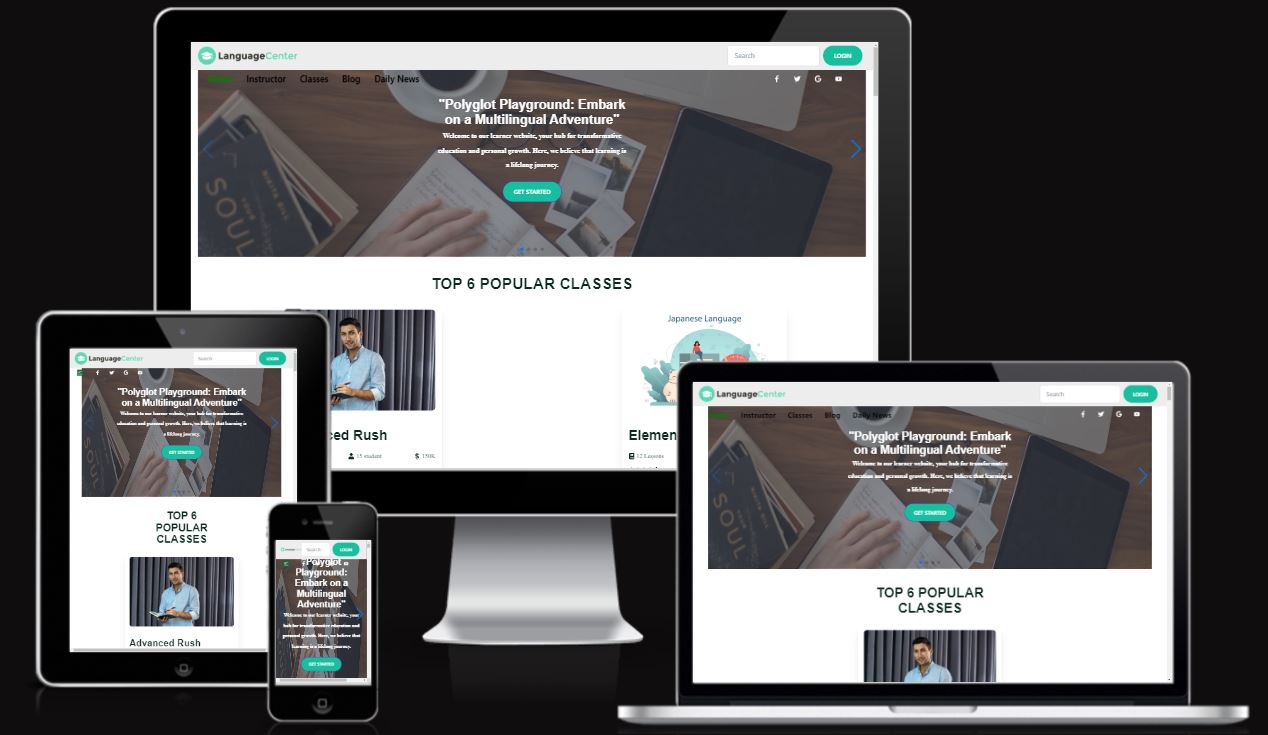 LanguageCenter
Search
LOGIN
Instructor Classes Blog Daily News
"Polyglot Playground: Embark
on a Multilingual Adventure"
Welcome to our learner website, your hub for transformative
education and personal growth. Here, we believe that learning is
a lifelong journey.
GET STARTED
SOUL
TOP 6 POPULAR CLASSES
Japanese Language
ced Rush
15 student
$ 150K
Elemen
12 Lessons
LanguageCenter
Search
LOGIN
"Polyglot Playground: Embark
on a Multilingual Adventure"
Welcome to our learner website, your hub for transformative
education and personal growth. Here, we believe that learning is
a lifelong journey.
GET STARTED
TOP 6
POPULAR
CLASSES
Advanced Rush
Search
LOGIN
"Polyglot
Playground:
Embark on a
Multilingual
Adventure"
Welcome to our learner website, your
hub for transformative education and
personal growth. Here, we believe that
learning is a lifelong journey.
GET STARTED
LanguageCenter
Search
LOGIN
Instructor Classes Blog Daily News
"Polyglot Playground: Embark
on a Multilingual Adventure"
Welcome to our learner website, your hub for transformative
education and personal growth. Here, we believe that learning is
a lifelong journey.
GET STARTED
SOUL
TOP 6 POPULAR
CLASSES